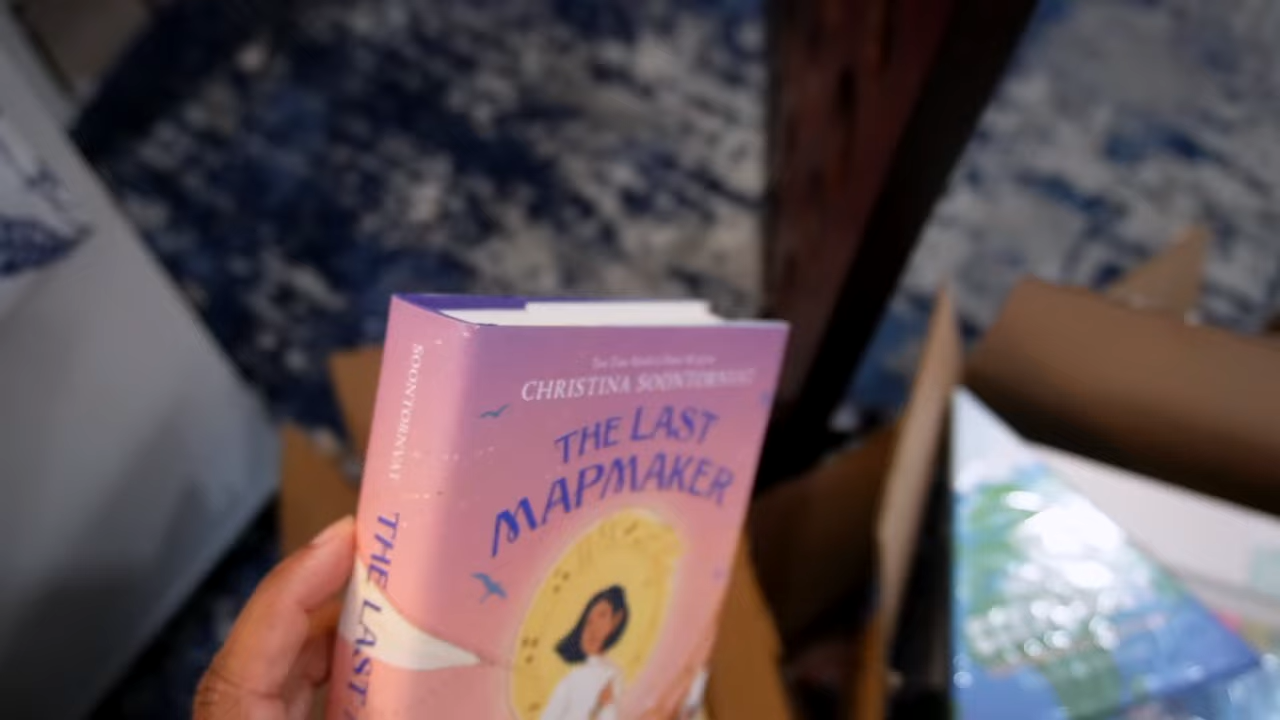 CHRISTINA SOONTORNVAT
THE LAST
MAPMAKER
SOONTORNVAT
THE LAST